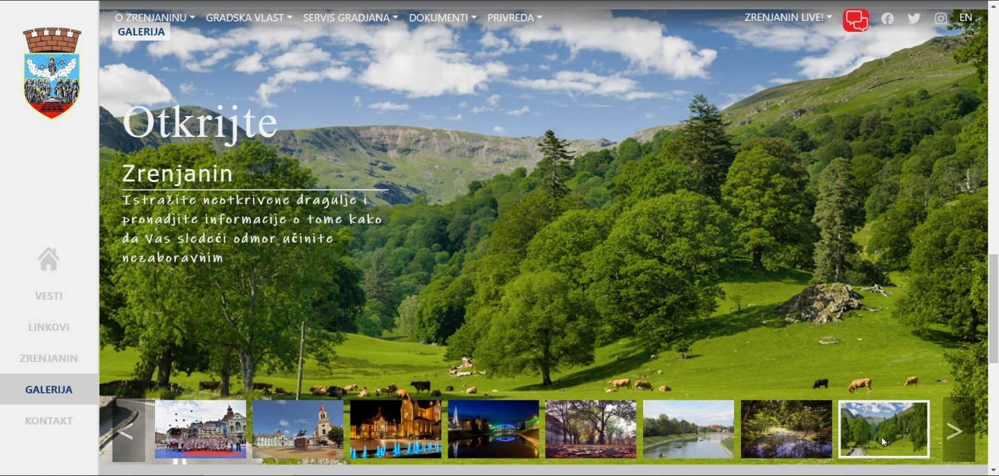 O ZRENJANINU GRADSKA VLAST SERVIS GRADJANA DOKUMENTI PRIVREDA ZRENJANIN LIVE! EN
GALERIJA
Otkrijte
Zrenjanin
Istražite neotkrivene dragulje i
pronadjite informacije o tome kako
da Vas sledeći odmor učinite
nezaboravnim
VESTI
LINKOVI
ZRENJANIN
GALERIJA
KONTAKT